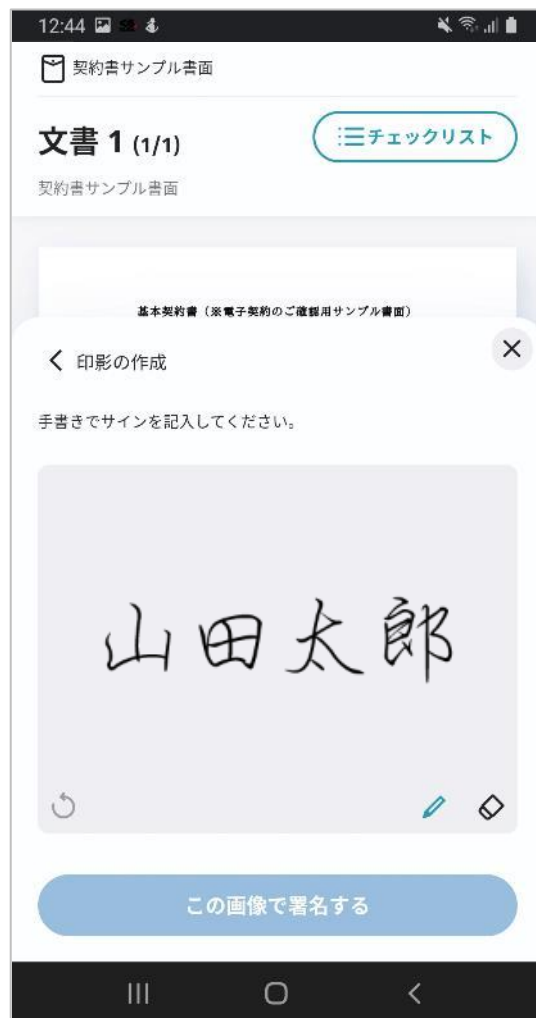 12:44
契約書サンプル書面
文書 1 (1/1)
チェックリスト
契約書サンプル書面
基本契約書（※電子契約のご確認用サンプル書面）
印影の作成
手書きでサインを記入してください。
山田太郎
この画像で署名する